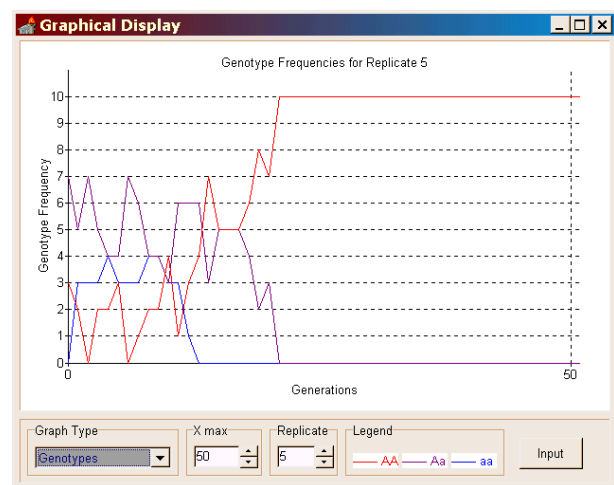 Graphical Display
Genotype Frequencies for Replicate 5
Genotype Frequency
10
9
8
7
6
5
4
3
2
1
0
0
50
Generations
Graph Type
Genotypes
X max
50
Replicate
5
Legend
AA Aa aa
Input